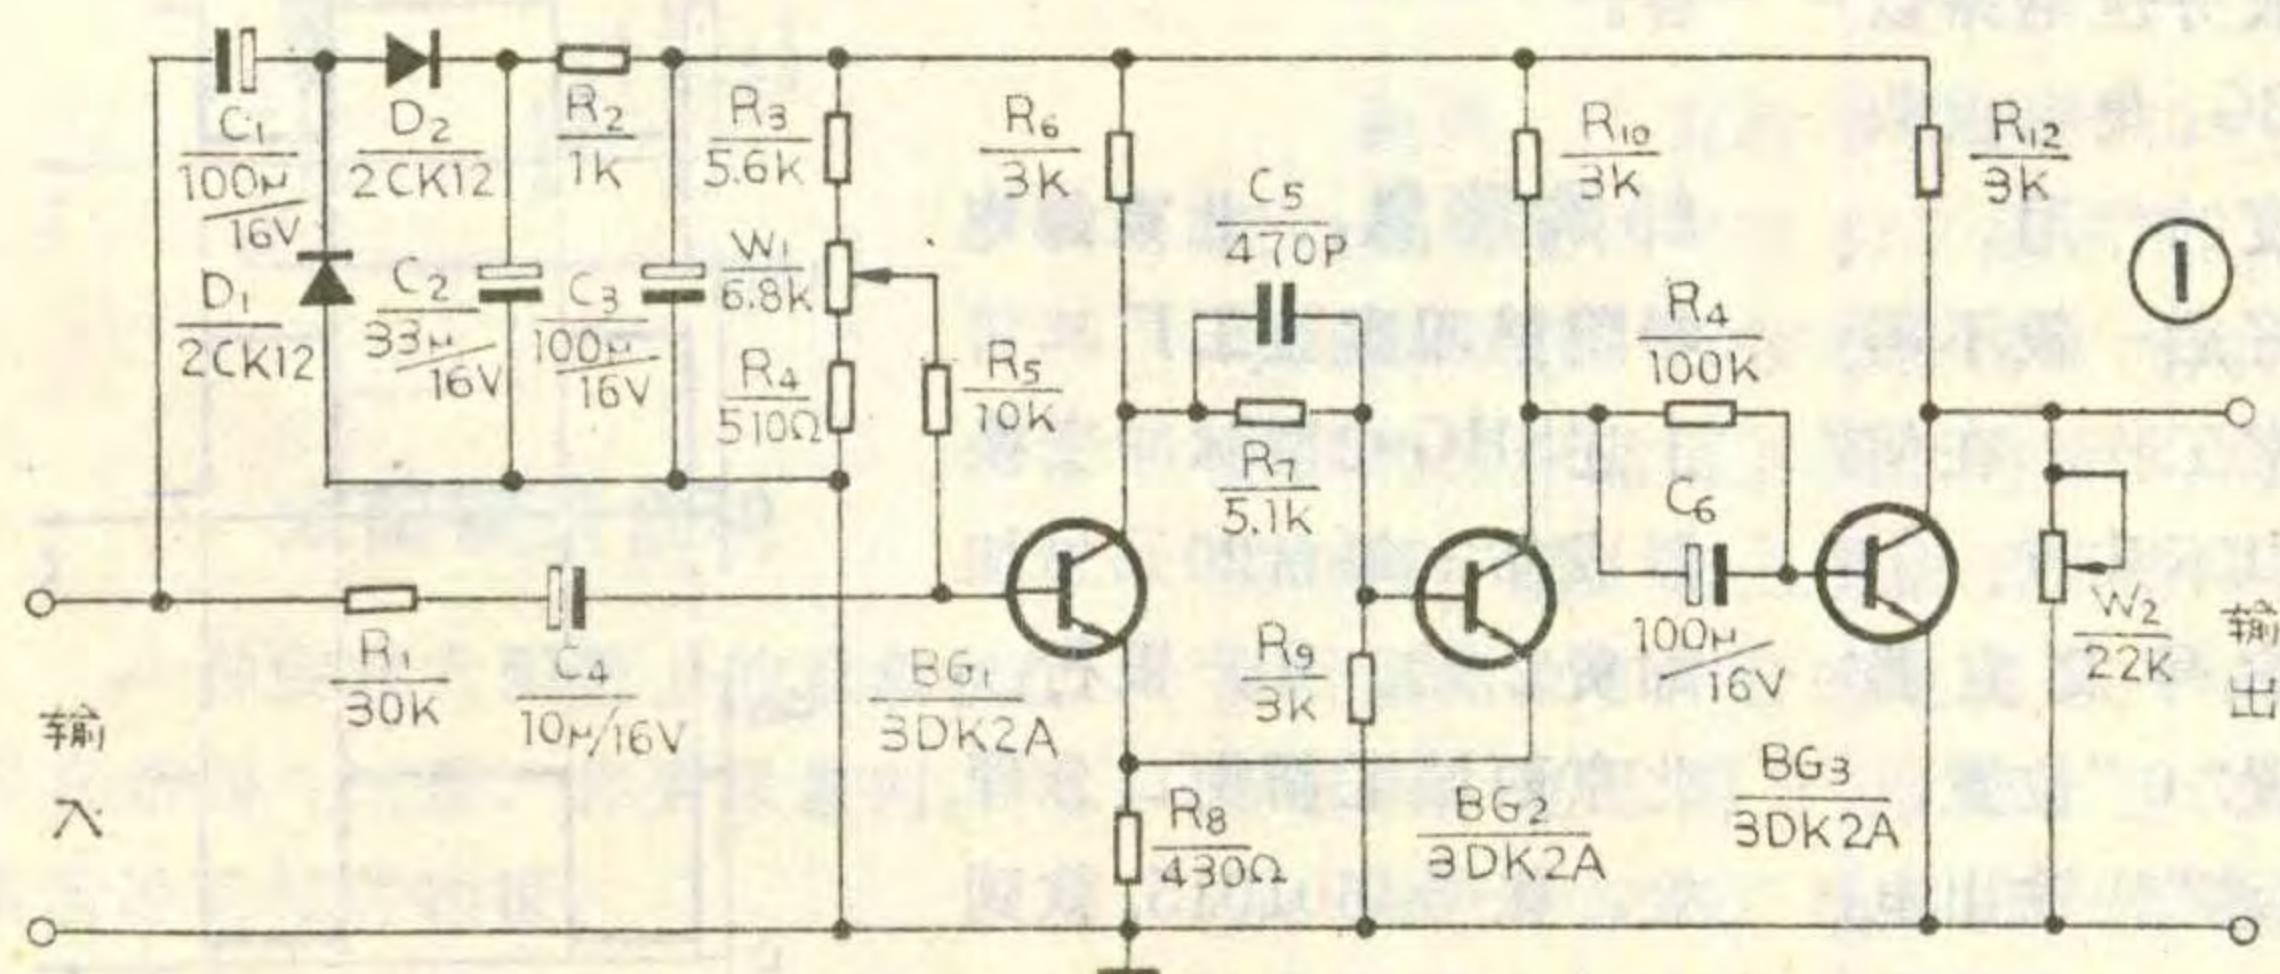 C1
100μ
16V
D2
2CK12
R2
1K
R3
5.6K
R6
3K
C5
470P
R10
3K
R12
3K
①
D1
2CK12
C2
33μ
16V
C3
100μ
16V
W1
6.8K
R4
510Ω
R5
10K
R7
5.1K
R4
100K
C6
100μ
16V
输
入
R1
30K
C4
10μ/16V
BG1
3DK2A
R9
3K
W2
22K
输
出
R8
430Ω
BG2
3DK2A
BG3
3DK2A